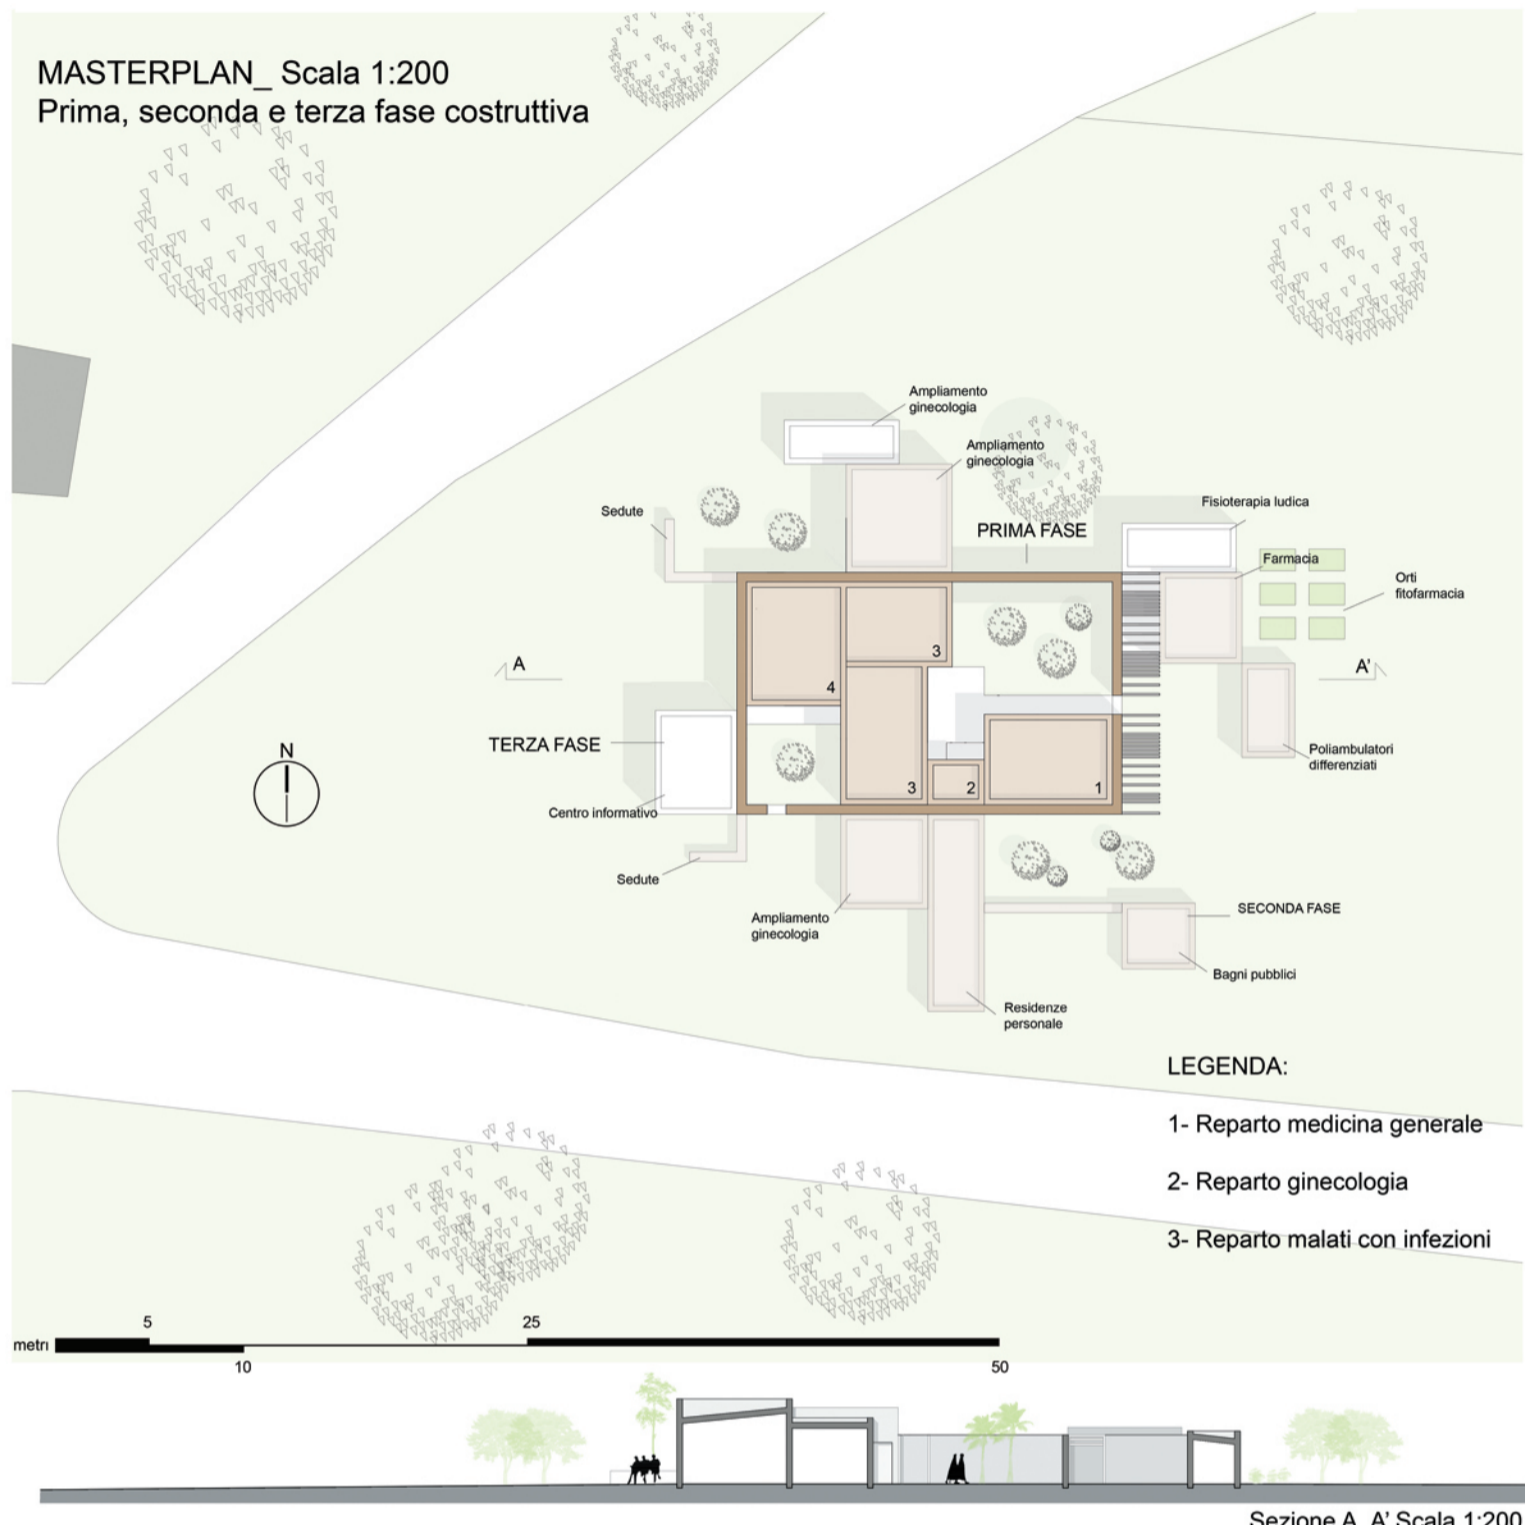 MASTERPLAN_ Scala 1:200
Prima, seconda e terza fase costruttiva
Ampliamento
ginecologia
Ampliamento
ginecologia
Sedute
PRIMA FASE
Fisioterapia ludica
Farmacia
Orti
fitofarmacia
3
4
A
A'
TERZA FASE
N
Poliambulatori
differenziati
3
2
1
Centro informativo
Sedute
Ampliamento
ginecologia
SECONDA FASE
Bagni pubblici
Residenze
personale
LEGENDA:
1- Reparto medicina generale
2- Reparto ginecologia
3- Reparto malati con infezioni
5
25
metri
10
50
Sezione A_A' Scala 1:200